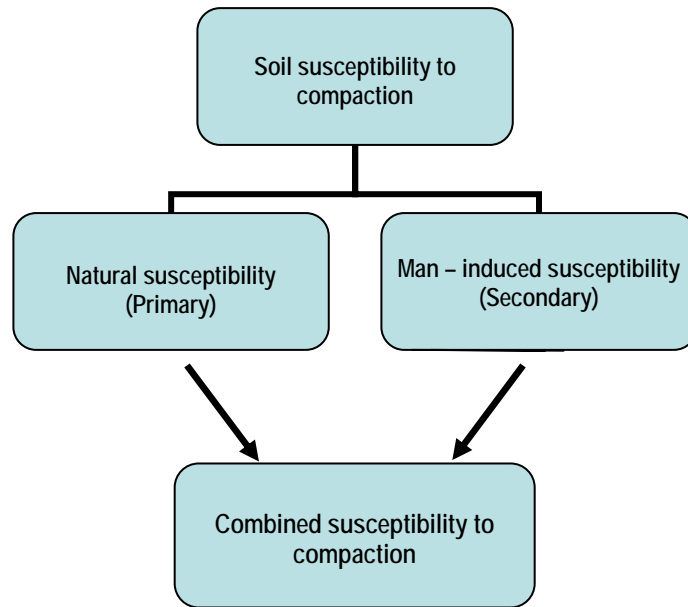 Soil susceptibility to
compaction
Natural susceptibility
(Primary)
Man – induced susceptibility
(Secondary)
Combined susceptibility to
compaction